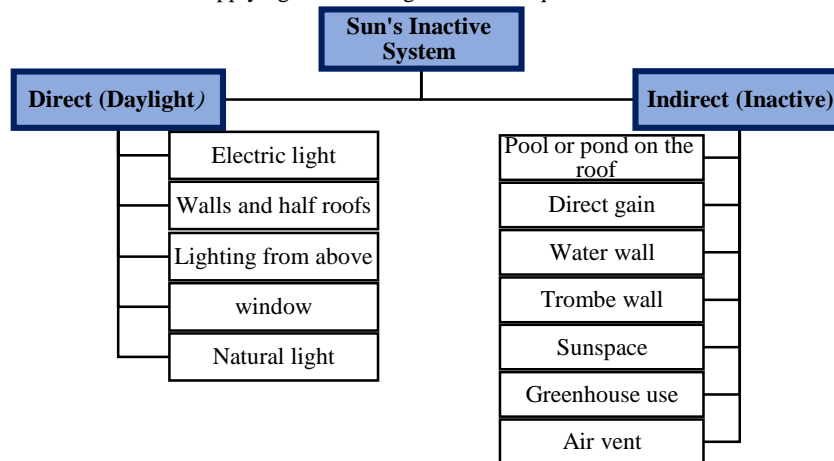 Sun's Inactive
System
Direct (Daylight)
Electric light
Walls and half roofs
Lighting from above
window
Natural light
Indirect (Inactive)
Pool or pond on the
roof
Direct gain
Water wall
Trombe wall
Sunspace
Greenhouse use
Air vent